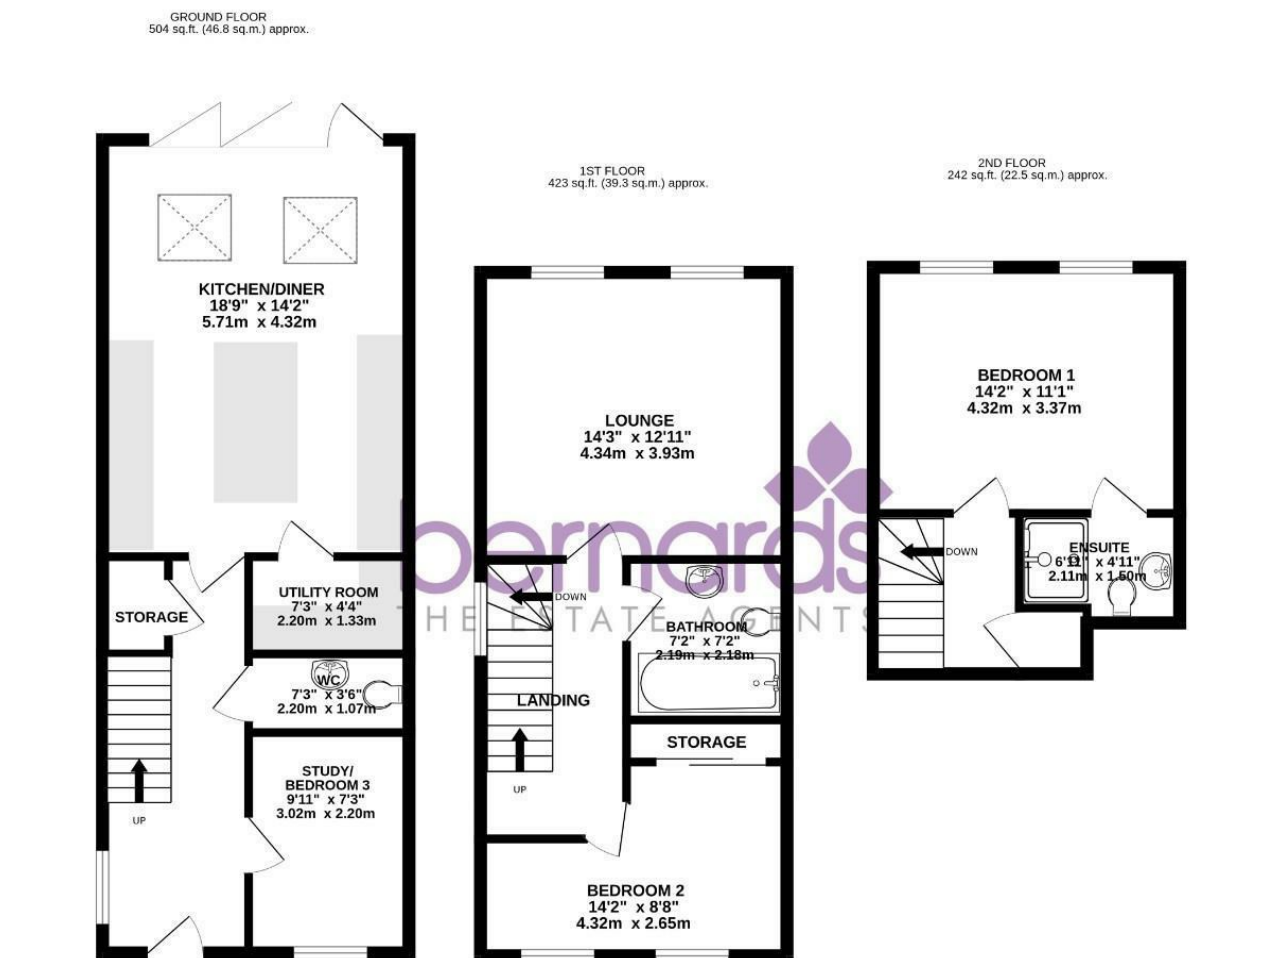 GROUND FLOOR
504 sq.ft. (46.8 sq.m.) approx.
KITCHEN/DINER
18'9" x 14'2"
5.71m x 4.32m
STORAGE
UTILITY ROOM
7'3" x 4'4"
2.20m x 1.33m
WC
7'3" x 3'6"
2.20m x 1.07m
STUDY/
BEDROOM 3
9'11" x 7'3"
3.02m x 2.20m
UP
1ST FLOOR
423 sq.ft. (39.3 sq.m.) approx.
LOUNGE
14'3" x 12'11"
4.34m x 3.93m
DOWN
BATHROOM
7'2" x 7'2"
2.19m x 2.18m
LANDING
STORAGE
UP
BEDROOM 2
14'2" x 8'8"
4.32m x 2.65m
2ND FLOOR
242 sq.ft. (22.5 sq.m.) approx.
BEDROOM 1
14'2" x 11'1"
4.32m x 3.37m
DOWN
ENSUITE
6'11" x 4'11"
2.11m x 1.50m
bernards
THE ESTATE AGENTS